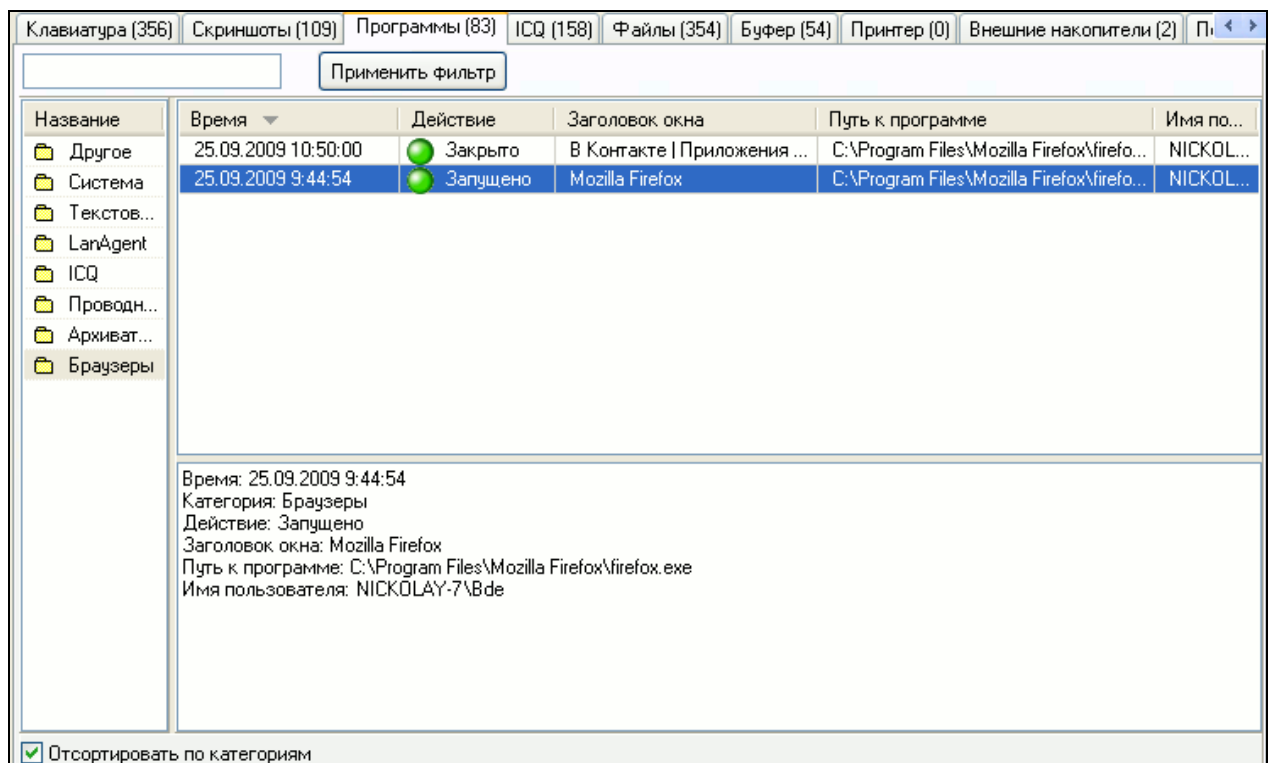 Клавиатура (356) Скриншоты (109) Программы (83) ICQ (158) Файлы (354) Буфер (54) Принтер (0) Внешние накопители (2)
Применить фильтр
Название Время Действие Заголовок окна Путь к программе Имя по...
Другое 25.09.2009 10:50:00 Закрыто В Контакте | Приложения ... C:\Program Files\Mozilla Firefox\firefo... NICKOL...
Система 25.09.2009 9:44:54 Запущено Mozilla Firefox C:\Program Files\Mozilla Firefox\firefo... NICKOL...
Текстов...
LanAgent
ICQ
Проводн...
Архиват...
Браузеры
Время: 25.09.2009 9:44:54
Категория: Браузеры
Действие: Запущено
Заголовок окна: Mozilla Firefox
Путь к программе: C:\Program Files\Mozilla Firefox\firefox.exe
Имя пользователя: NICKOLAY-7\Bde
Отсортировать по категориям